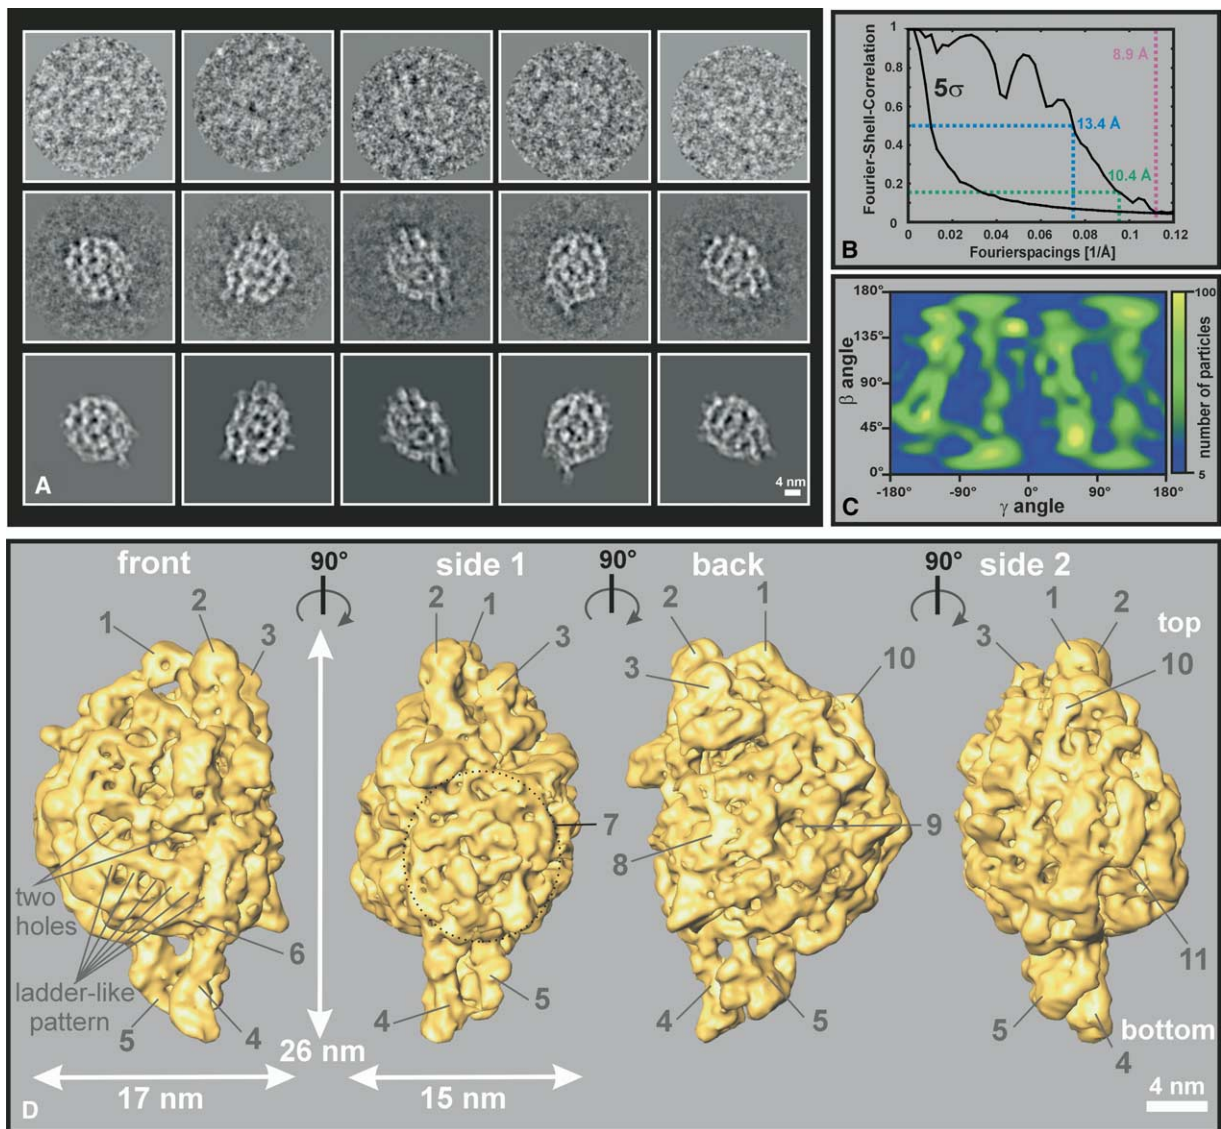 A
4 nm
Fourier-Shell-Correlation
1
0.8
0.6
0.4
0.2
0
5σ
8.9 Å
13.4 Å
10.4 Å
0 0.02 0.04 0.06 0.08 0.1 0.12
Fourierspacings [1/Å]
B
β angle
180°
135°
90°
45°
0°
-180° -90° 0° 90° 180°
γ angle
100
5
number of particles
C
front 90° side 1 90° back 90° side 2
1 2 3
2 1 3
2 1 3 10
1 2 3 10
top
two
holes
ladder-like
pattern
6
5 4
7
4 5
8 9
4 5
11
5 4
bottom
26 nm
17 nm
15 nm
4 nm
D